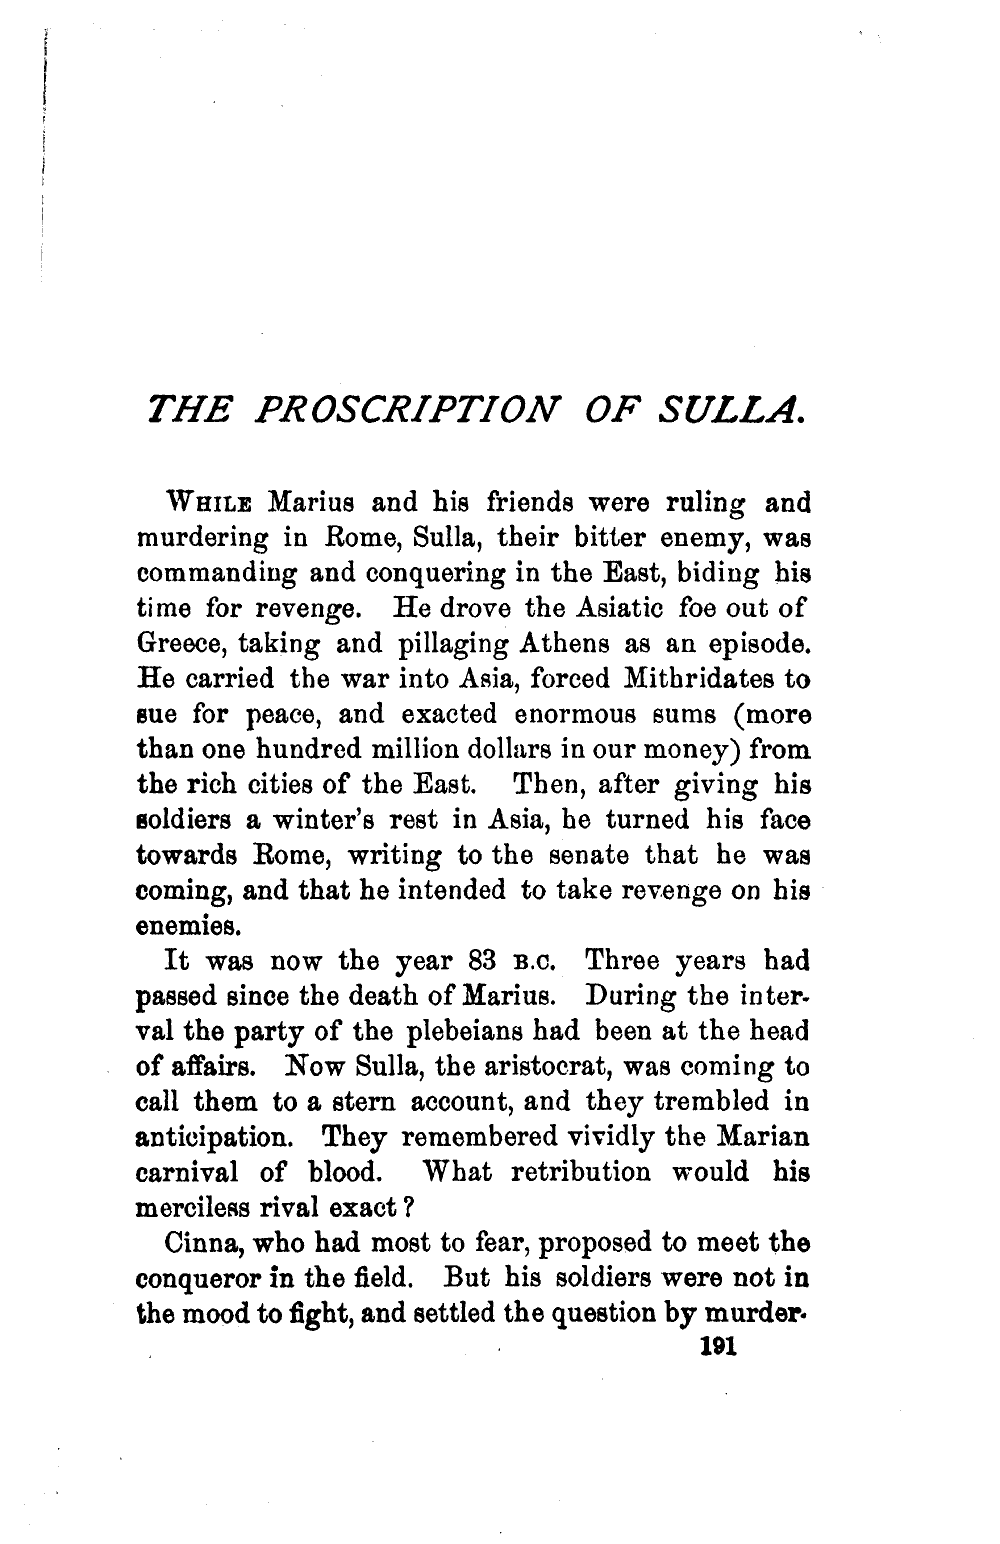 THE PROSCRIPTION OF SULLA.
WHILE Marius and his friends were ruling and
murdering in Rome, Sulla, their bitter enemy, was
commanding and conquering in the East, biding his
time for revenge. He drove the Asiatic foe out of
Greece, taking and pillaging Athens as an episode.
He carried the war into Asia, forced Mithridates to
sue for peace, and exacted enormous sums (more
than one hundred million dollars in our money) from
the rich cities of the East. Then, after giving his
soldiers a winter's rest in Asia, he turned his face
towards Rome, writing to the senate that he was
coming, and that he intended to take revenge on his
enemies.
It was now the year 83 B.C. Three years had
passed since the death of Marius. During the inter-
val the party of the plebeians had been at the head
of affairs. Now Sulla, the aristocrat, was coming to
call them to a stern account, and they trembled in
anticipation. They remembered vividly the Marian
carnival of blood. What retribution would his
merciless rival exact?
Cinna, who had most to fear, proposed to meet the
conqueror in the field. But his soldiers were not in
the mood to fight, and settled the question by murder-
191